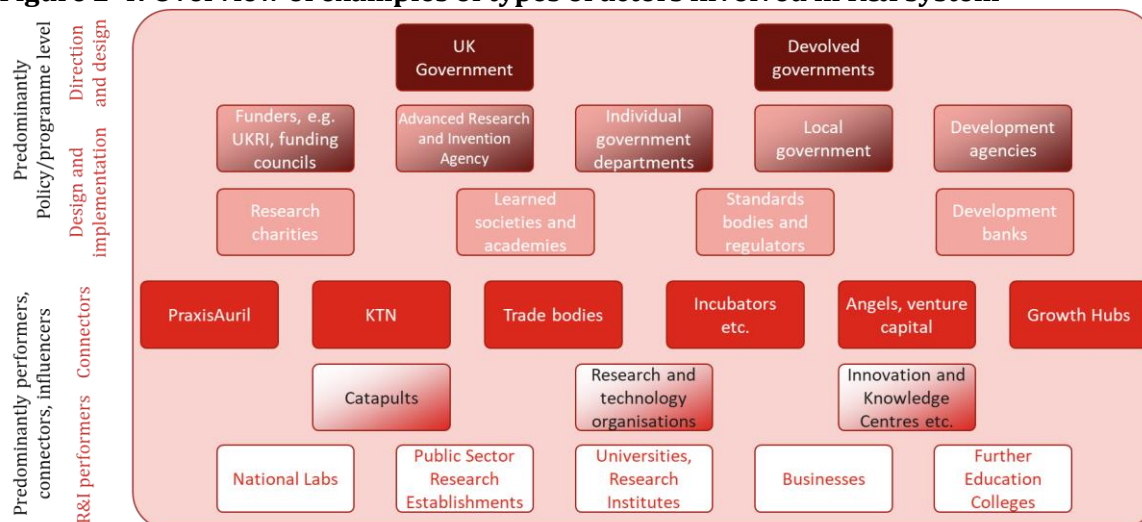 Predominantly
Policy/programme level
Direction
and design
UK
Government
Devolved
governments
Design and
implementation
Funders, e.g.
UKRI, funding
councils
Advanced Research
and Invention
Agency
Individual
government
departments
Local
government
Development
agencies
Research
charities
Learned
societies and
academies
Standards
bodies and
regulators
Development
banks
Predominantly performers,
connectors, influencers
Connectors
PraxisAuril
KTN
Trade bodies
Incubators
etc.
Angels, venture
capital
Growth Hubs
R&I performers
Catapults
Research and
technology
organisations
Innovation and
Knowledge
Centres etc.
National Labs
Public Sector
Research
Establishments
Universities,
Research
Institutes
Businesses
Further
Education
Colleges